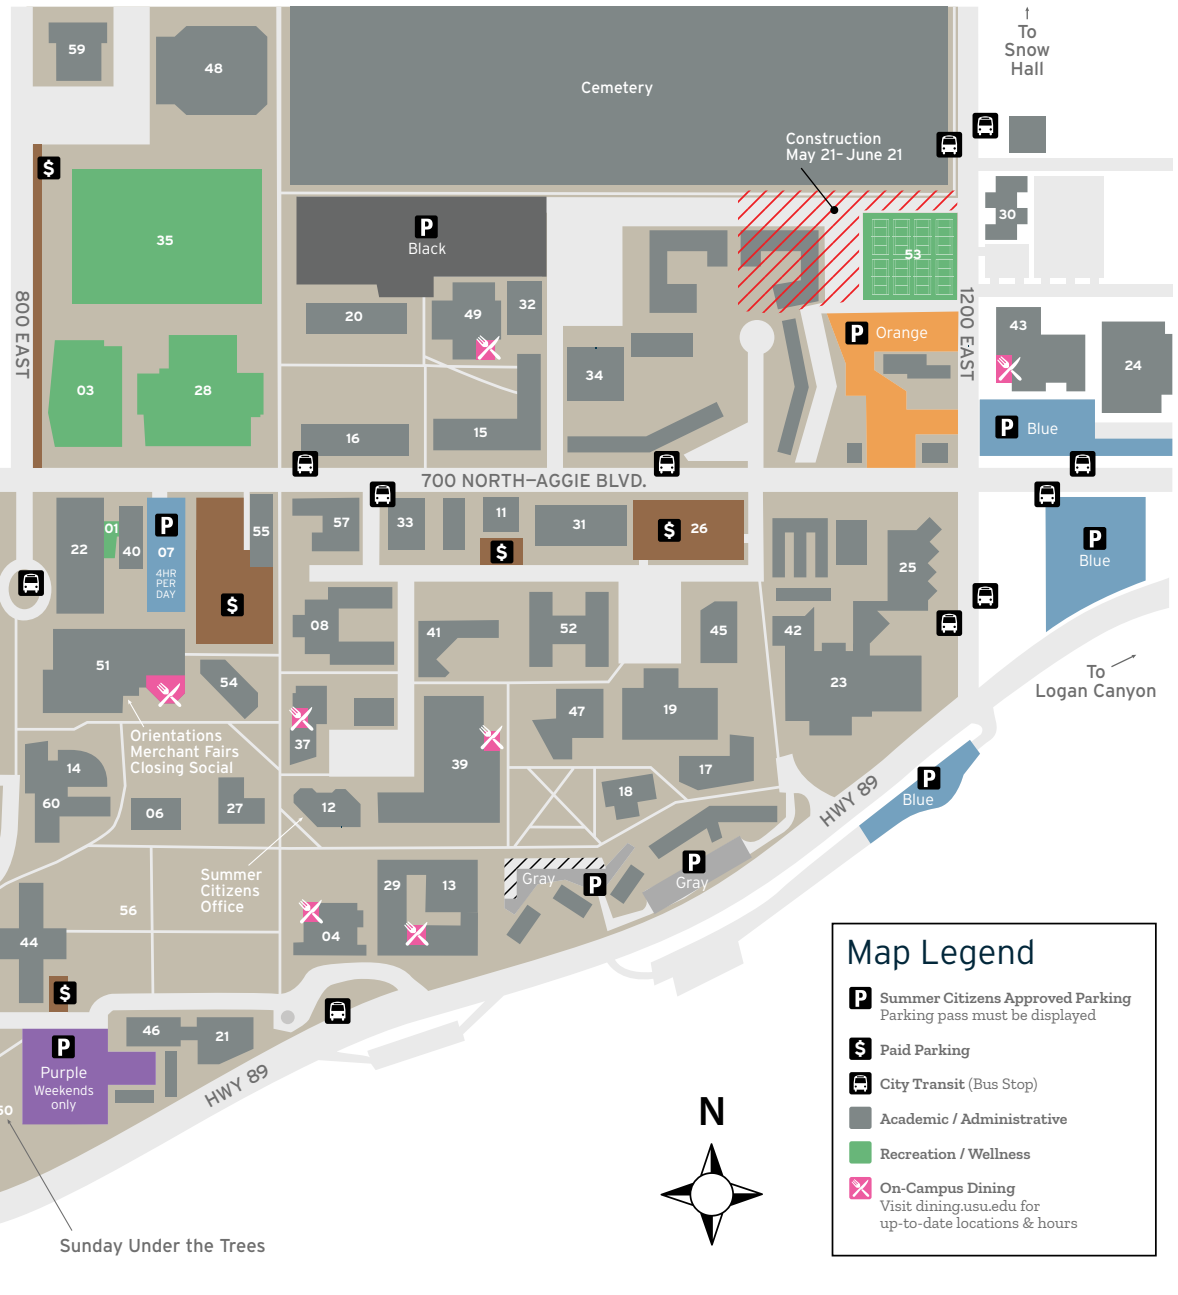 59
48
Cemetery
To
Snow
Hall
Construction
May 21–June 21
$
30
35
P
Black
53
800 EAST
1200 EAST
20
49
32
P
Orange
43
24
34
03
28
P
Blue
16
15
700 NORTH–AGGIE BLVD.
22
01
40
P
07
4HR
PER
DAY
55
57
33
11
31
$
26
$
P
Blue
25
$
08
41
52
45
42
51
54
23
To
Logan Canyon
Orientations
Merchant Fairs
Closing Social
37
39
47
19
14
60
06
27
12
18
17
HWY 89
P
Blue
Summer
Citizens
Office
Gray
P
P
Gray
29
13
56
44
04
$
Map Legend
P
Summer Citizens Approved Parking
Parking pass must be displayed
$
Paid Parking
City Transit (Bus Stop)
Academic / Administrative
Recreation / Wellness
On-Campus Dining
Visit dining.usu.edu for
up-to-date locations & hours
46
21
P
Purple
Weekends
only
HWY 89
N
Sunday Under the Trees